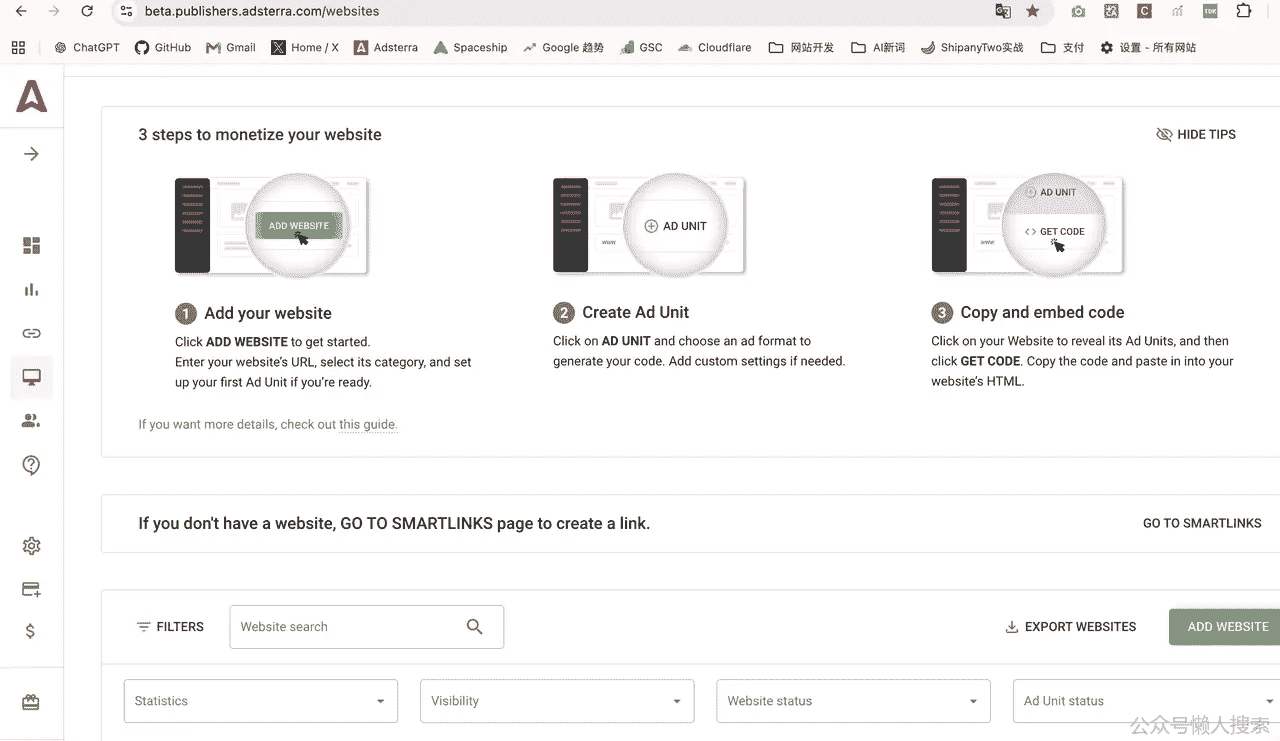 beta.publishers.adsterra.com/websites
ChatGPT GitHub Gmail Home / X Adsterra Spaceship Google 趋势 GSC Cloudflare 网站开发 AI新词 ShipanyTwo实战 支付 设置 - 所有网站
3 steps to monetize your website
HIDE TIPS
ADD WEBSITE
AD UNIT
www
AD UNIT
GET CODE
www
1 Add your website
Click ADD WEBSITE to get started.
Enter your website's URL, select its category, and set
up your first Ad Unit if you're ready.
2 Create Ad Unit
Click on AD UNIT and choose an ad format to
generate your code. Add custom settings if needed.
3 Copy and embed code
Click on your Website to reveal its Ad Units, and then
click GET CODE. Copy the code and paste in into your
website's HTML.
If you want more details, check out this guide.
If you don't have a website, GO TO SMARTLINKS page to create a link.
GO TO SMARTLINKS
FILTERS
Website search
EXPORT WEBSITES
ADD WEBSITE
Statistics
Visibility
Website status
Ad Unit status
公众号懒人搜索